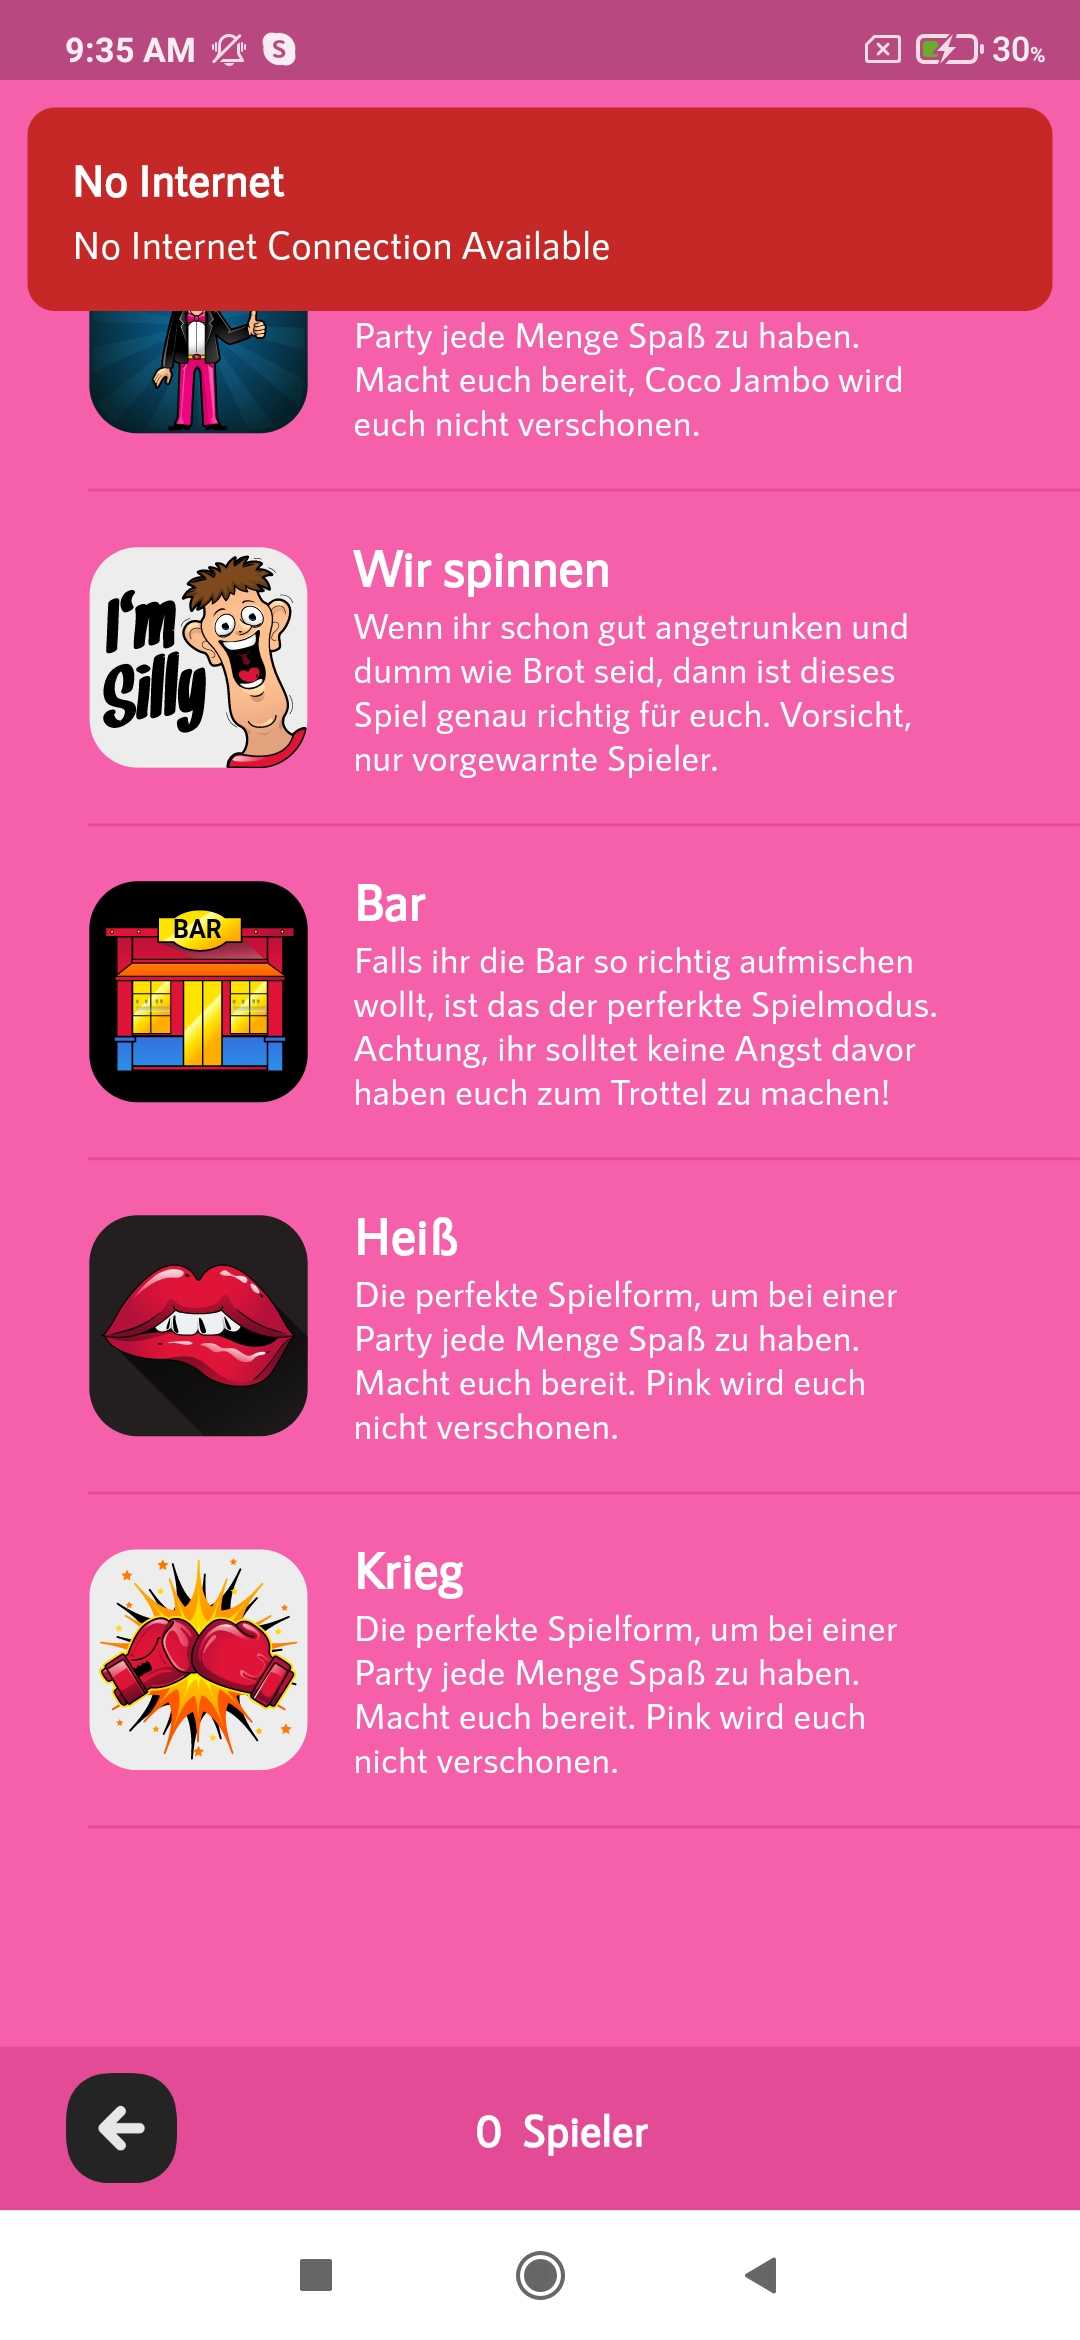 9:35 AM
S
30%
No Internet
No Internet Connection Available
Party jede Menge Spaß zu haben.
Macht euch bereit, Coco Jambo wird
euch nicht verschonen.
I'm
Silly
Wir spinnen
Wenn ihr schon gut angetrunken und
dumm wie Brot seid, dann ist dieses
Spiel genau richtig für euch. Vorsicht,
nur vorgewarnte Spieler.
BAR
Bar
Falls ihr die Bar so richtig aufmischen
wollt, ist das der perferkte Spielmodus.
Achtung, ihr solltet keine Angst davor
haben euch zum Trottel zu machen!
Heiß
Die perfekte Spielform, um bei einer
Party jede Menge Spaß zu haben.
Macht euch bereit. Pink wird euch
nicht verschonen.
Krieg
Die perfekte Spielform, um bei einer
Party jede Menge Spaß zu haben.
Macht euch bereit. Pink wird euch
nicht verschonen.
0 Spieler